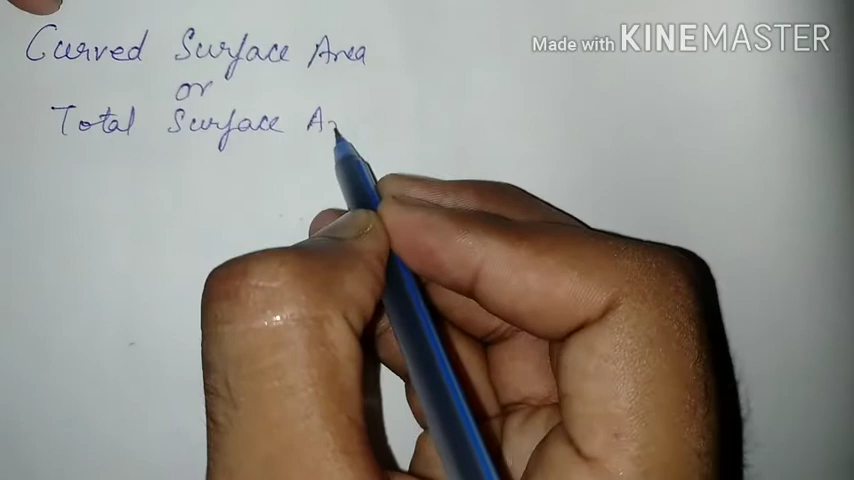 Made with KINEMASTER
Curved Surface Area
or
Total Surface A